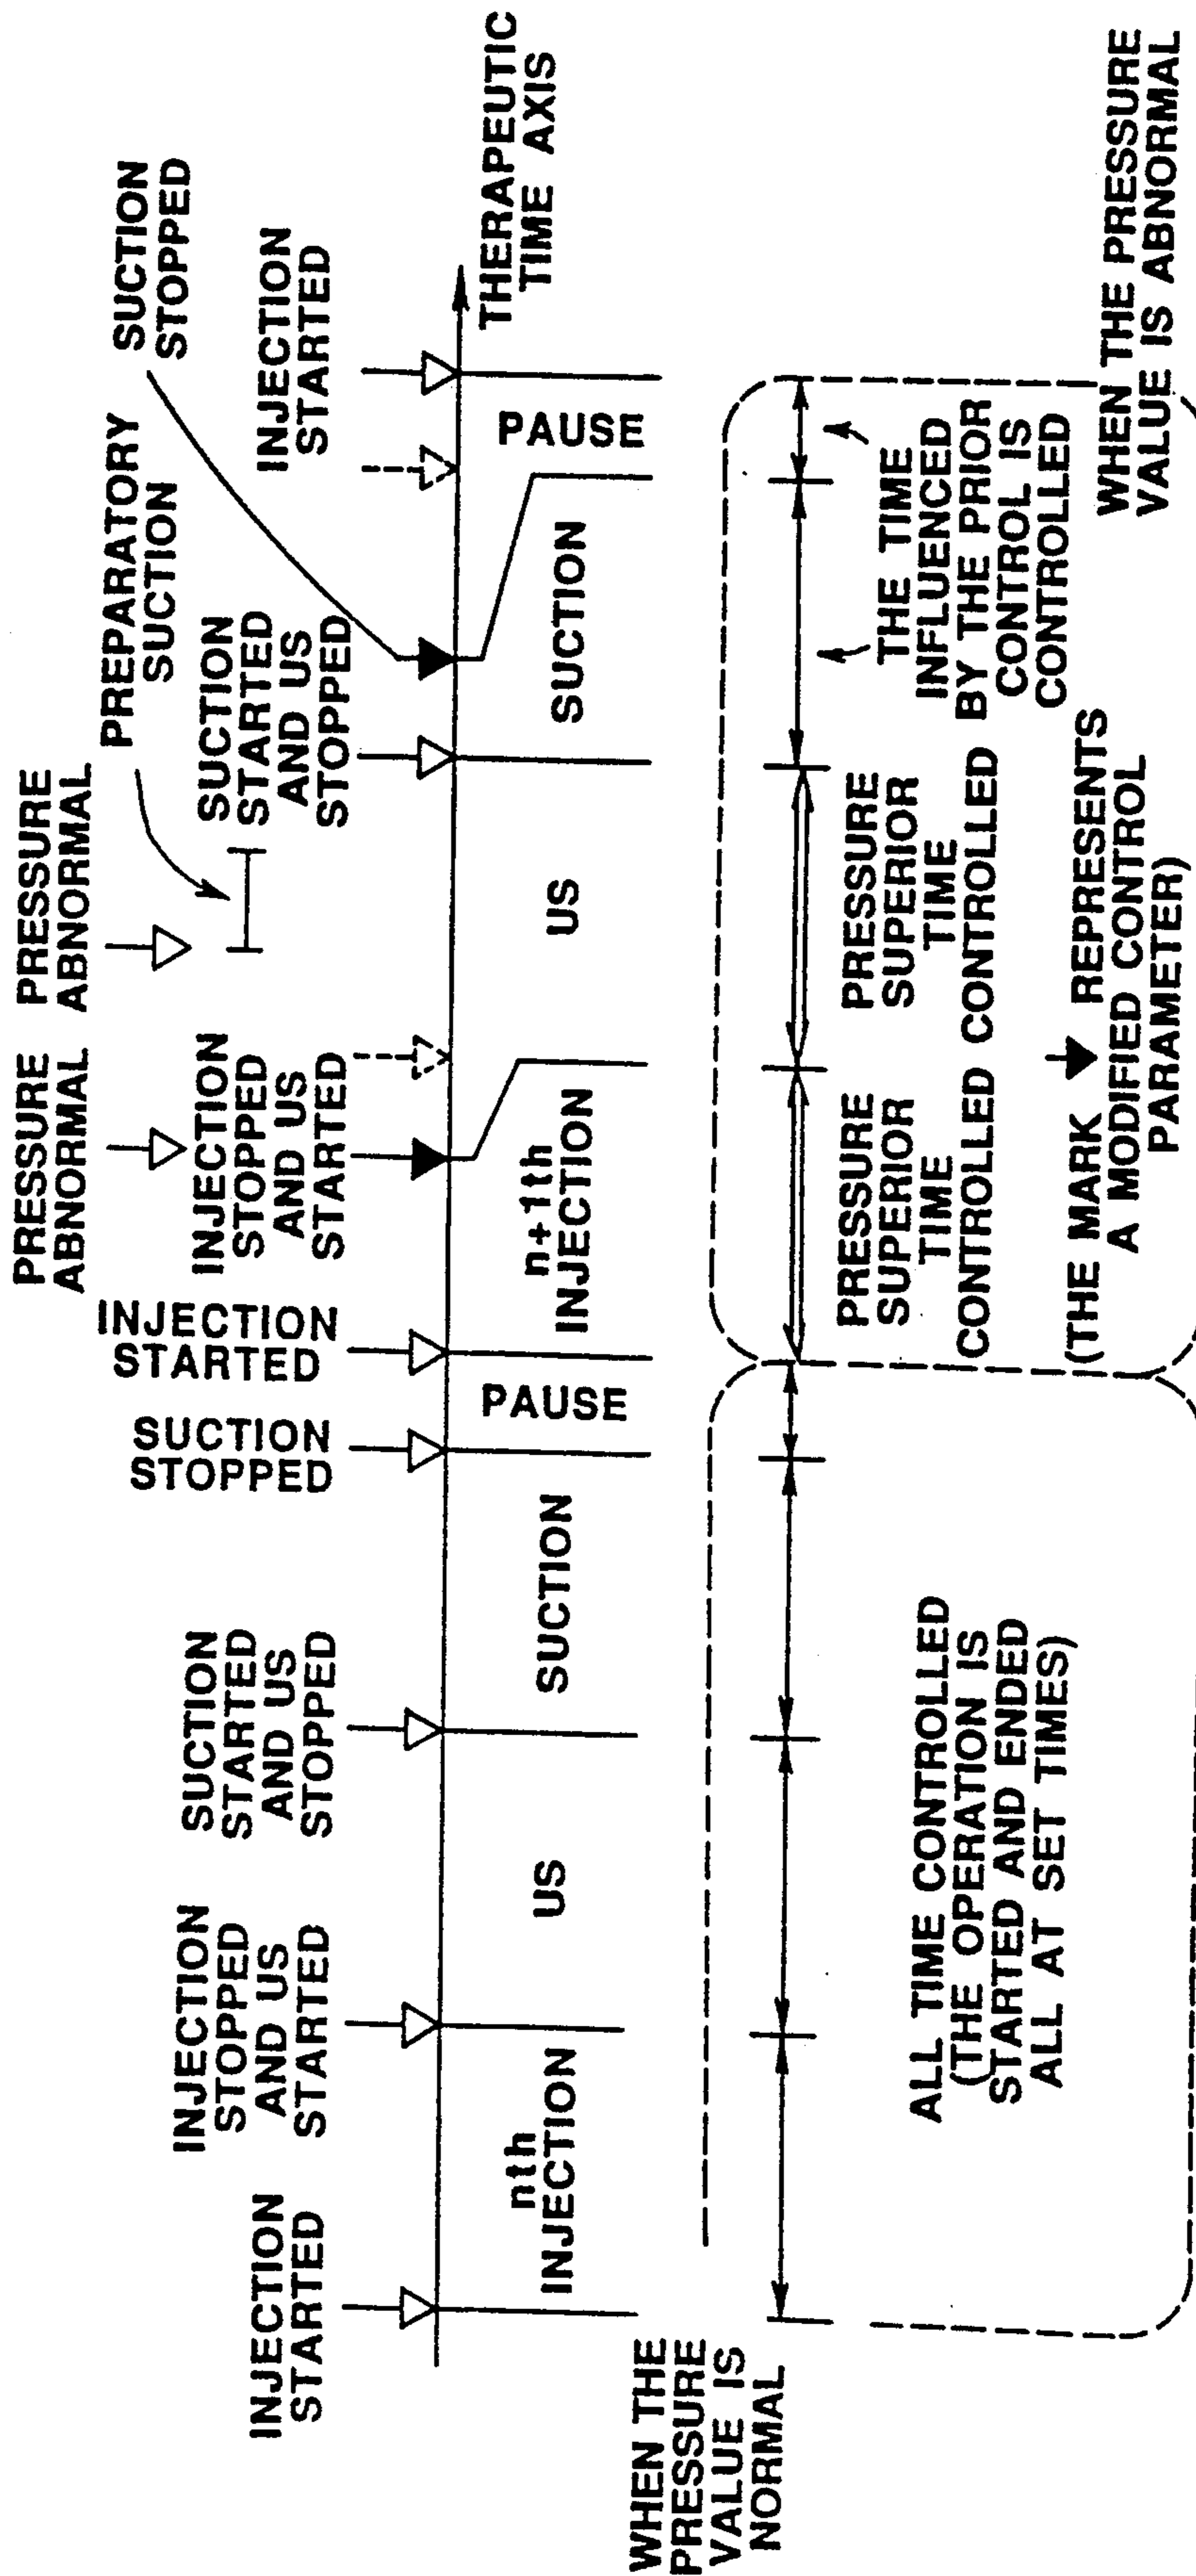 PRESSURE
ABNORMAL
PRESSURE
ABNORMAL
PREPARATORY
SUCTION
SUCTION
STOPPED
INJECTION
STARTED
INJECTION
STOPPED
AND US
STARTED
SUCTION
STARTED
AND US
STOPPED
SUCTION
STOPPED
INJECTION
STARTED
INJECTION
STOPPED
AND US
STARTED
SUCTION
STARTED
AND US
STOPPED
INJECTION
STARTED
THERAPEUTIC
TIME AXIS
nth
INJECTION
US
SUCTION
PAUSE
n+1th
INJECTION
US
SUCTION
PAUSE
WHEN THE
PRESSURE
VALUE IS
NORMAL
ALL TIME CONTROLLED
(THE OPERATION IS
STARTED AND ENDED
ALL AT SET TIMES)
PRESSURE
SUPERIOR
TIME
CONTROLLED
PRESSURE
SUPERIOR
TIME
CONTROLLED
THE TIME
INFLUENCED
BY THE PRIOR
CONTROL IS
CONTROLLED
(THE MARK REPRESENTS
A MODIFIED CONTROL
PARAMETER)
WHEN THE PRESSURE
VALUE IS ABNORMAL